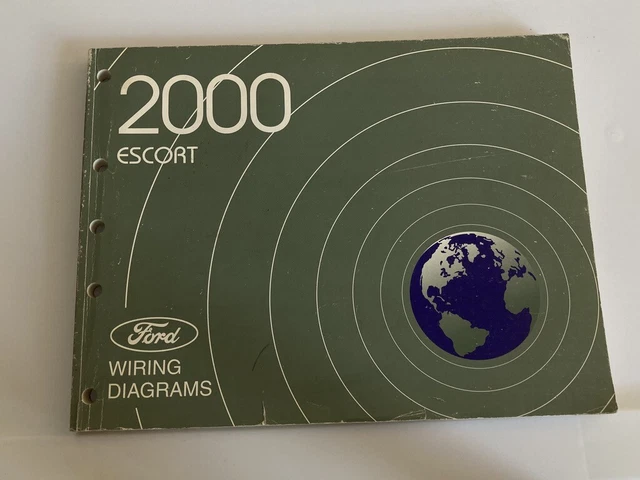 2000
ESCORT
Ford
WIRING
DIAGRAMS